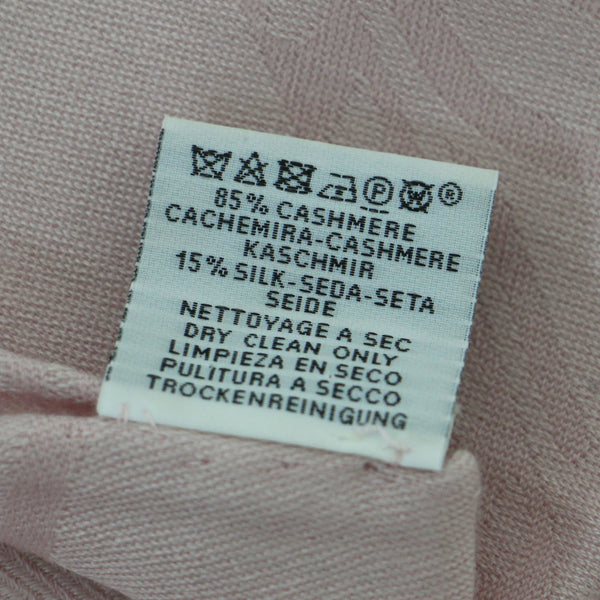 P W ®
85% CASHMERE
CACHEMIRA-CASHMERE
KASCHMIR
15% SILK-SEDA-SETA
SEIDE
NETTOYAGE A SEC
DRY CLEAN ONLY
LIMPIEZA EN SECO
PULITURA A SECCO
TROCKENREINIGUNG